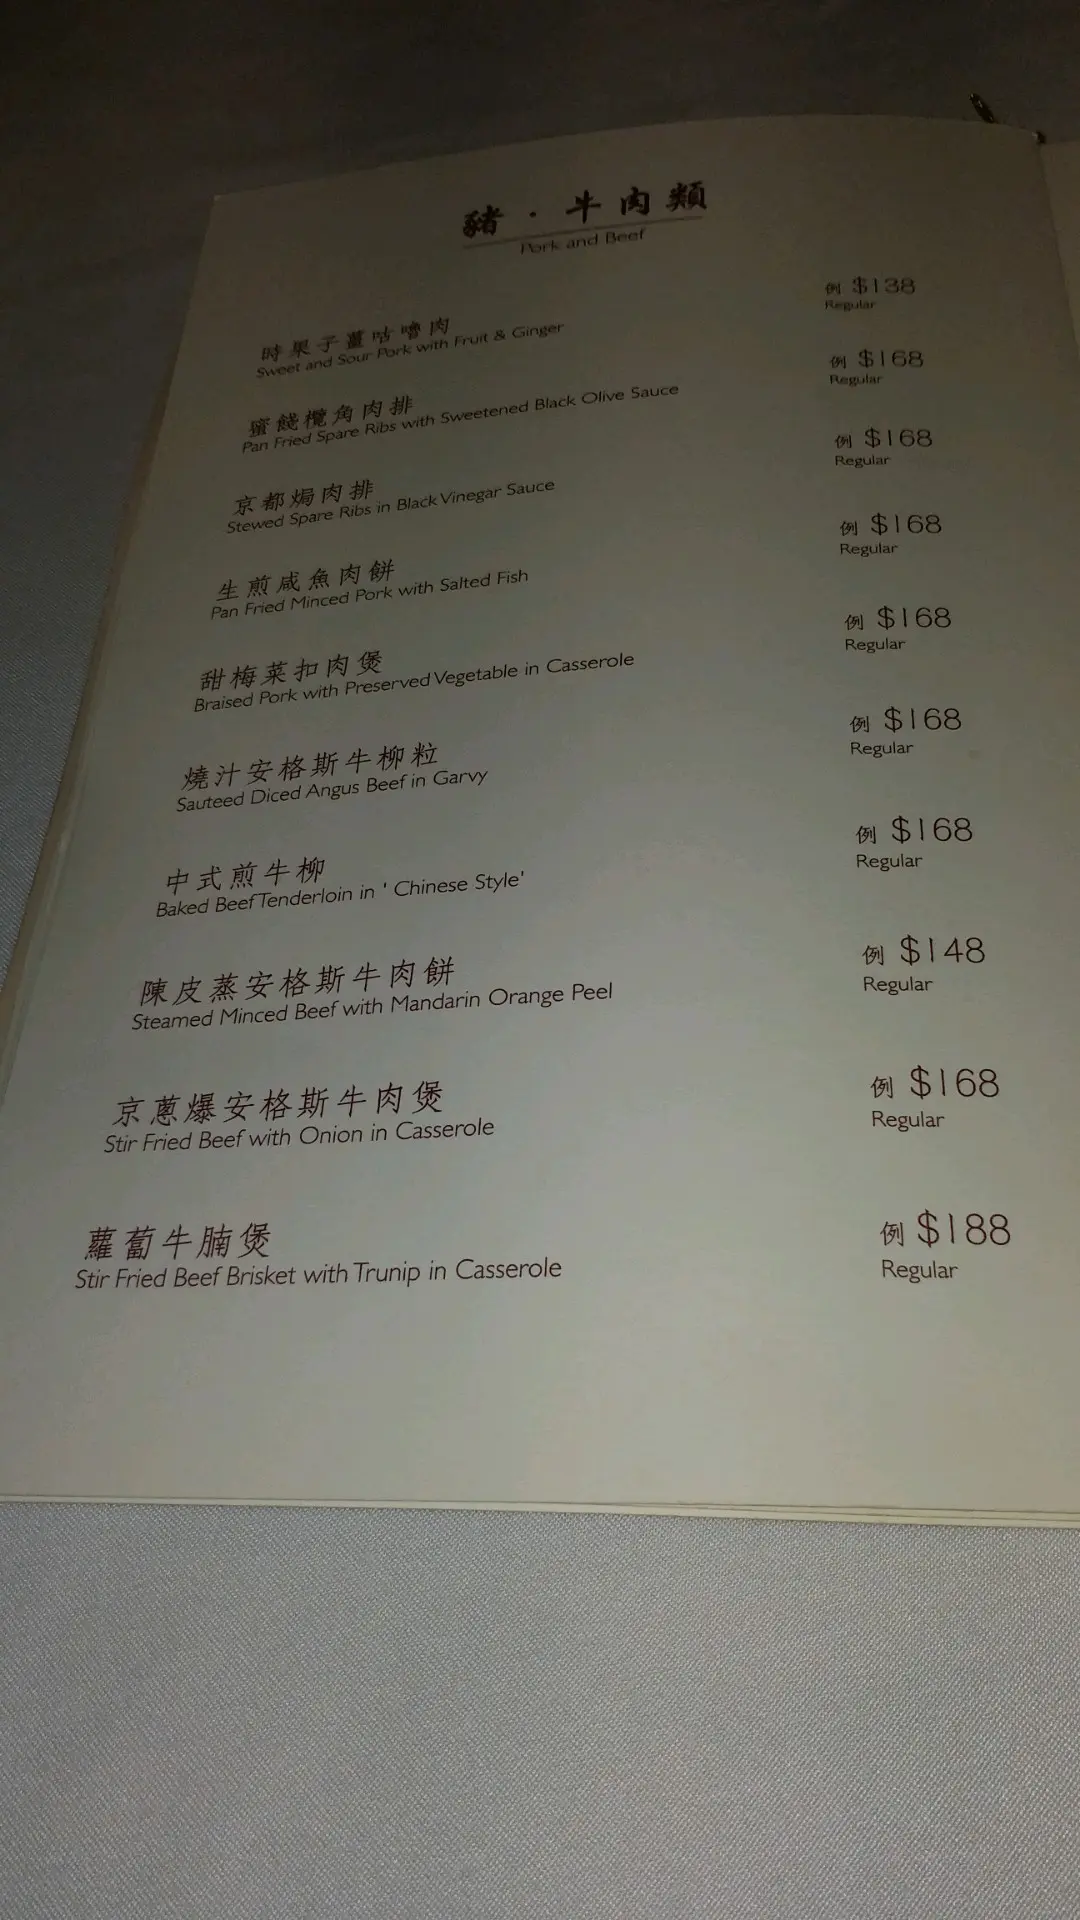 豬·牛肉類
Pork and Beef
時果子薑咕嚕肉
Sweet and Sour Pork with Fruit & Ginger
例 $138
Regular
蜜餞欖角肉排
Pan Fried Spare Ribs with Sweetened Black Olive Sauce
例 $168
Regular
京都焗肉排
Stewed Spare Ribs in Black Vinegar Sauce
例 $168
Regular
生煎咸魚肉餅
Pan Fried Minced Pork with Salted Fish
例 $168
Regular
甜梅菜扣肉煲
Braised Pork with Preserved Vegetable in Casserole
例 $168
Regular
燒汁安格斯牛柳粒
Sauteed Diced Angus Beef in Garvy
例 $168
Regular
中式煎牛柳
Baked Beef Tenderloin in ' Chinese Style'
例 $168
Regular
陳皮蒸安格斯牛肉餅
Steamed Minced Beef with Mandarin Orange Peel
例 $148
Regular
京蔥爆安格斯牛肉煲
Stir Fried Beef with Onion in Casserole
例 $168
Regular
蘿蔔牛腩煲
Stir Fried Beef Brisket with Trunip in Casserole
例 $188
Regular